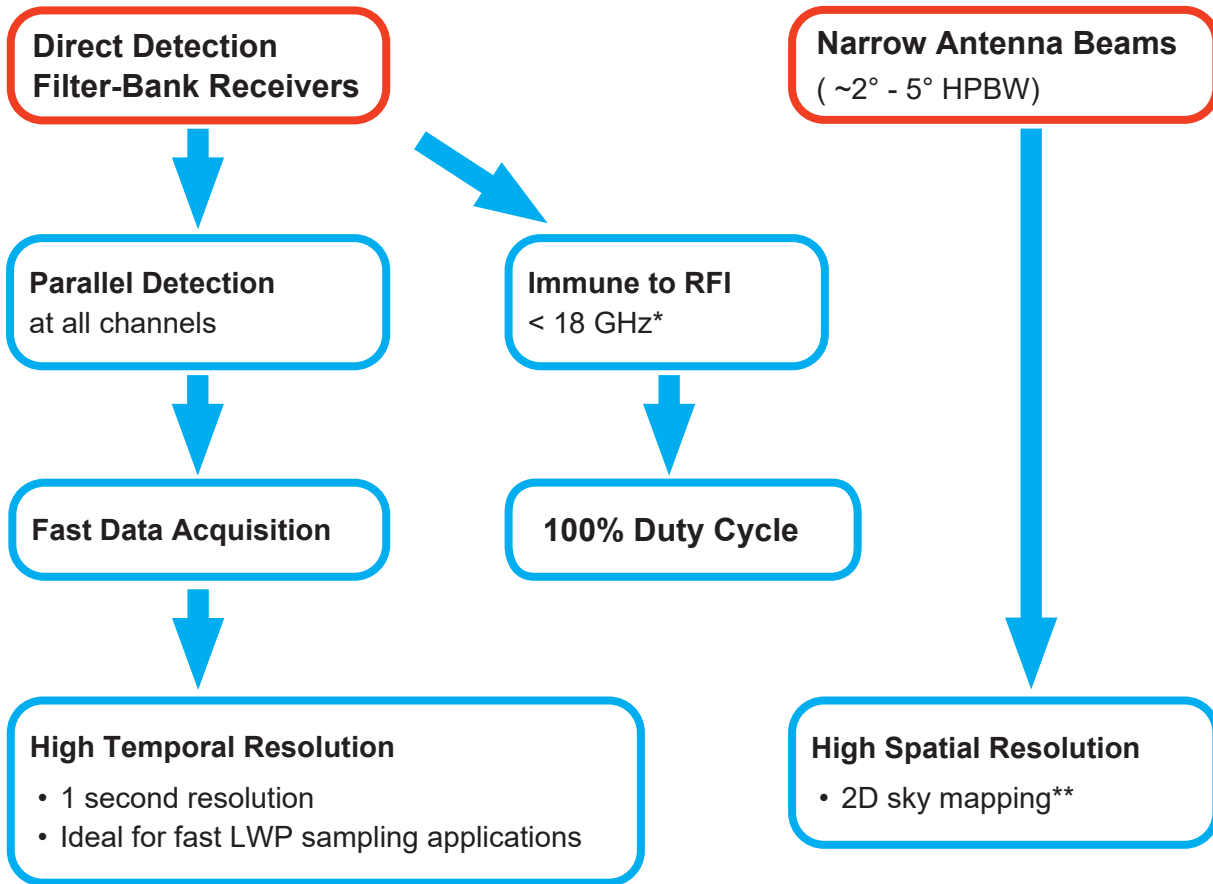 Direct Detection
Filter-Bank Receivers
Narrow Antenna Beams
( ~2° - 5° HPBW)
Parallel Detection
at all channels
Immune to RFI
< 18 GHz*
Fast Data Acquisition
100% Duty Cycle
High Temporal Resolution
• 1 second resolution
• Ideal for fast LWP sampling applications
High Spatial Resolution
• 2D sky mapping**